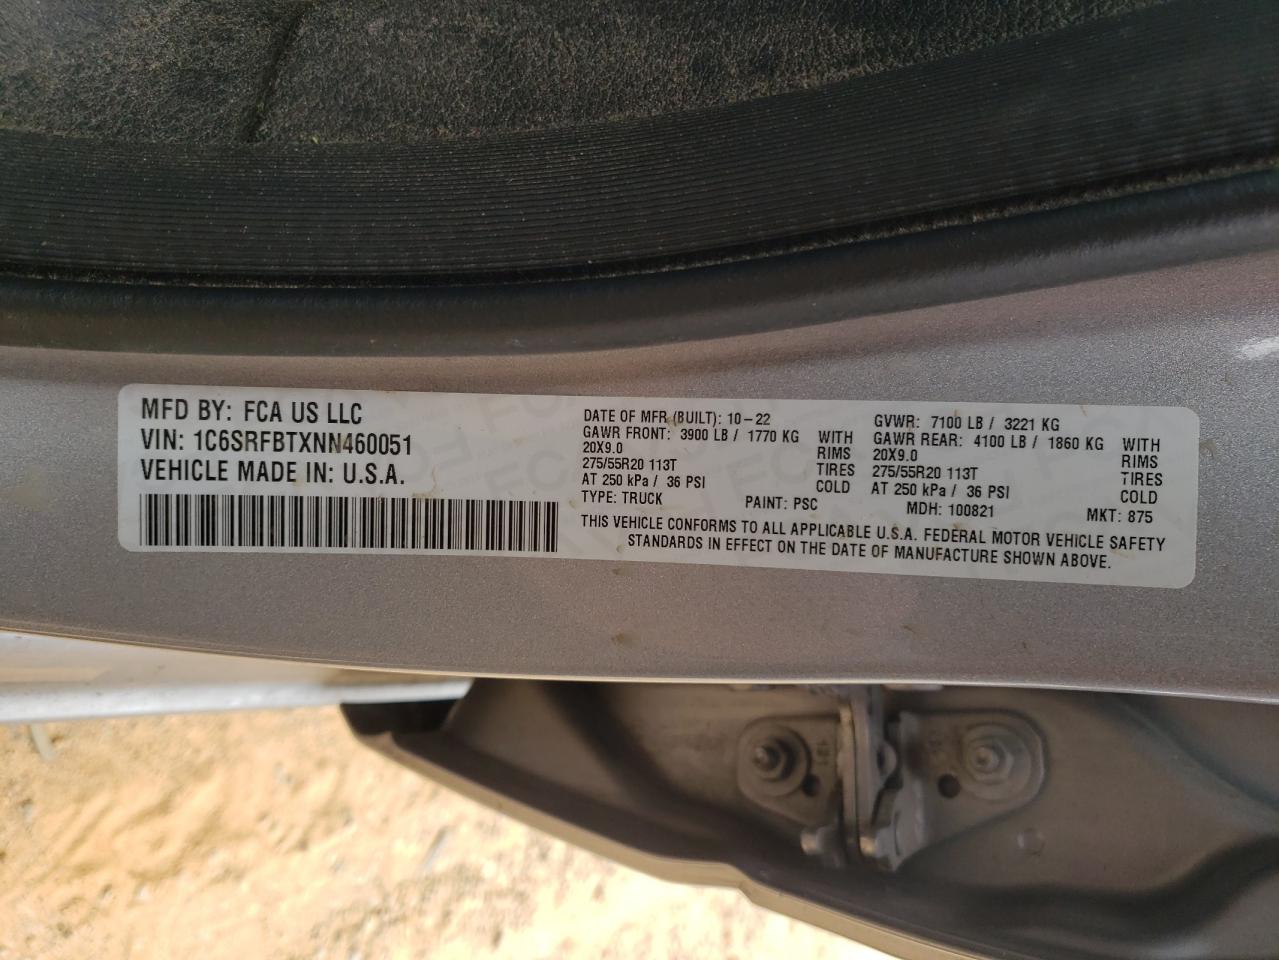 MFD BY: FCA US LLC
VIN: 1C6SRFBTXNN460051
VEHICLE MADE IN: U.S.A.
DATE OF MFR (BUILT): 10-22
GAWR FRONT: 3900 LB / 1770 KG WITH
20X9.0 RIMS
275/55R20 113T TIRES
AT 250 kPa / 36 PSI COLD
GVWR: 7100 LB / 3221 KG
GAWR REAR: 4100 LB / 1860 KG WITH
20X9.0 RIMS
275/55R20 113T TIRES
AT 250 kPa / 36 PSI COLD
TYPE: TRUCK PAINT: PSC MDH: 100821 MKT: 875
THIS VEHICLE CONFORMS TO ALL APPLICABLE U.S.A. FEDERAL MOTOR VEHICLE SAFETY
STANDARDS IN EFFECT ON THE DATE OF MANUFACTURE SHOWN ABOVE.